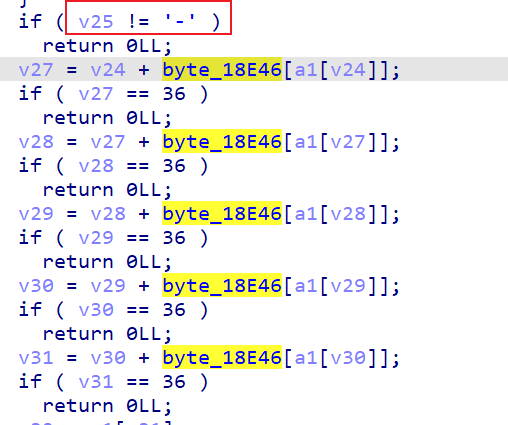 if ( v25 != '-' )
return 0LL;
v27 = v24 + byte_18E46[a1[v24]];
if ( v27 == 36 )
return 0LL;
v28 = v27 + byte_18E46[a1[v27]];
if ( v28 == 36 )
return 0LL;
v29 = v28 + byte_18E46[a1[v28]];
if ( v29 == 36 )
return 0LL;
v30 = v29 + byte_18E46[a1[v29]];
if ( v30 == 36 )
return 0LL;
v31 = v30 + byte_18E46[a1[v30]];
if ( v31 == 36 )
return 0LL;